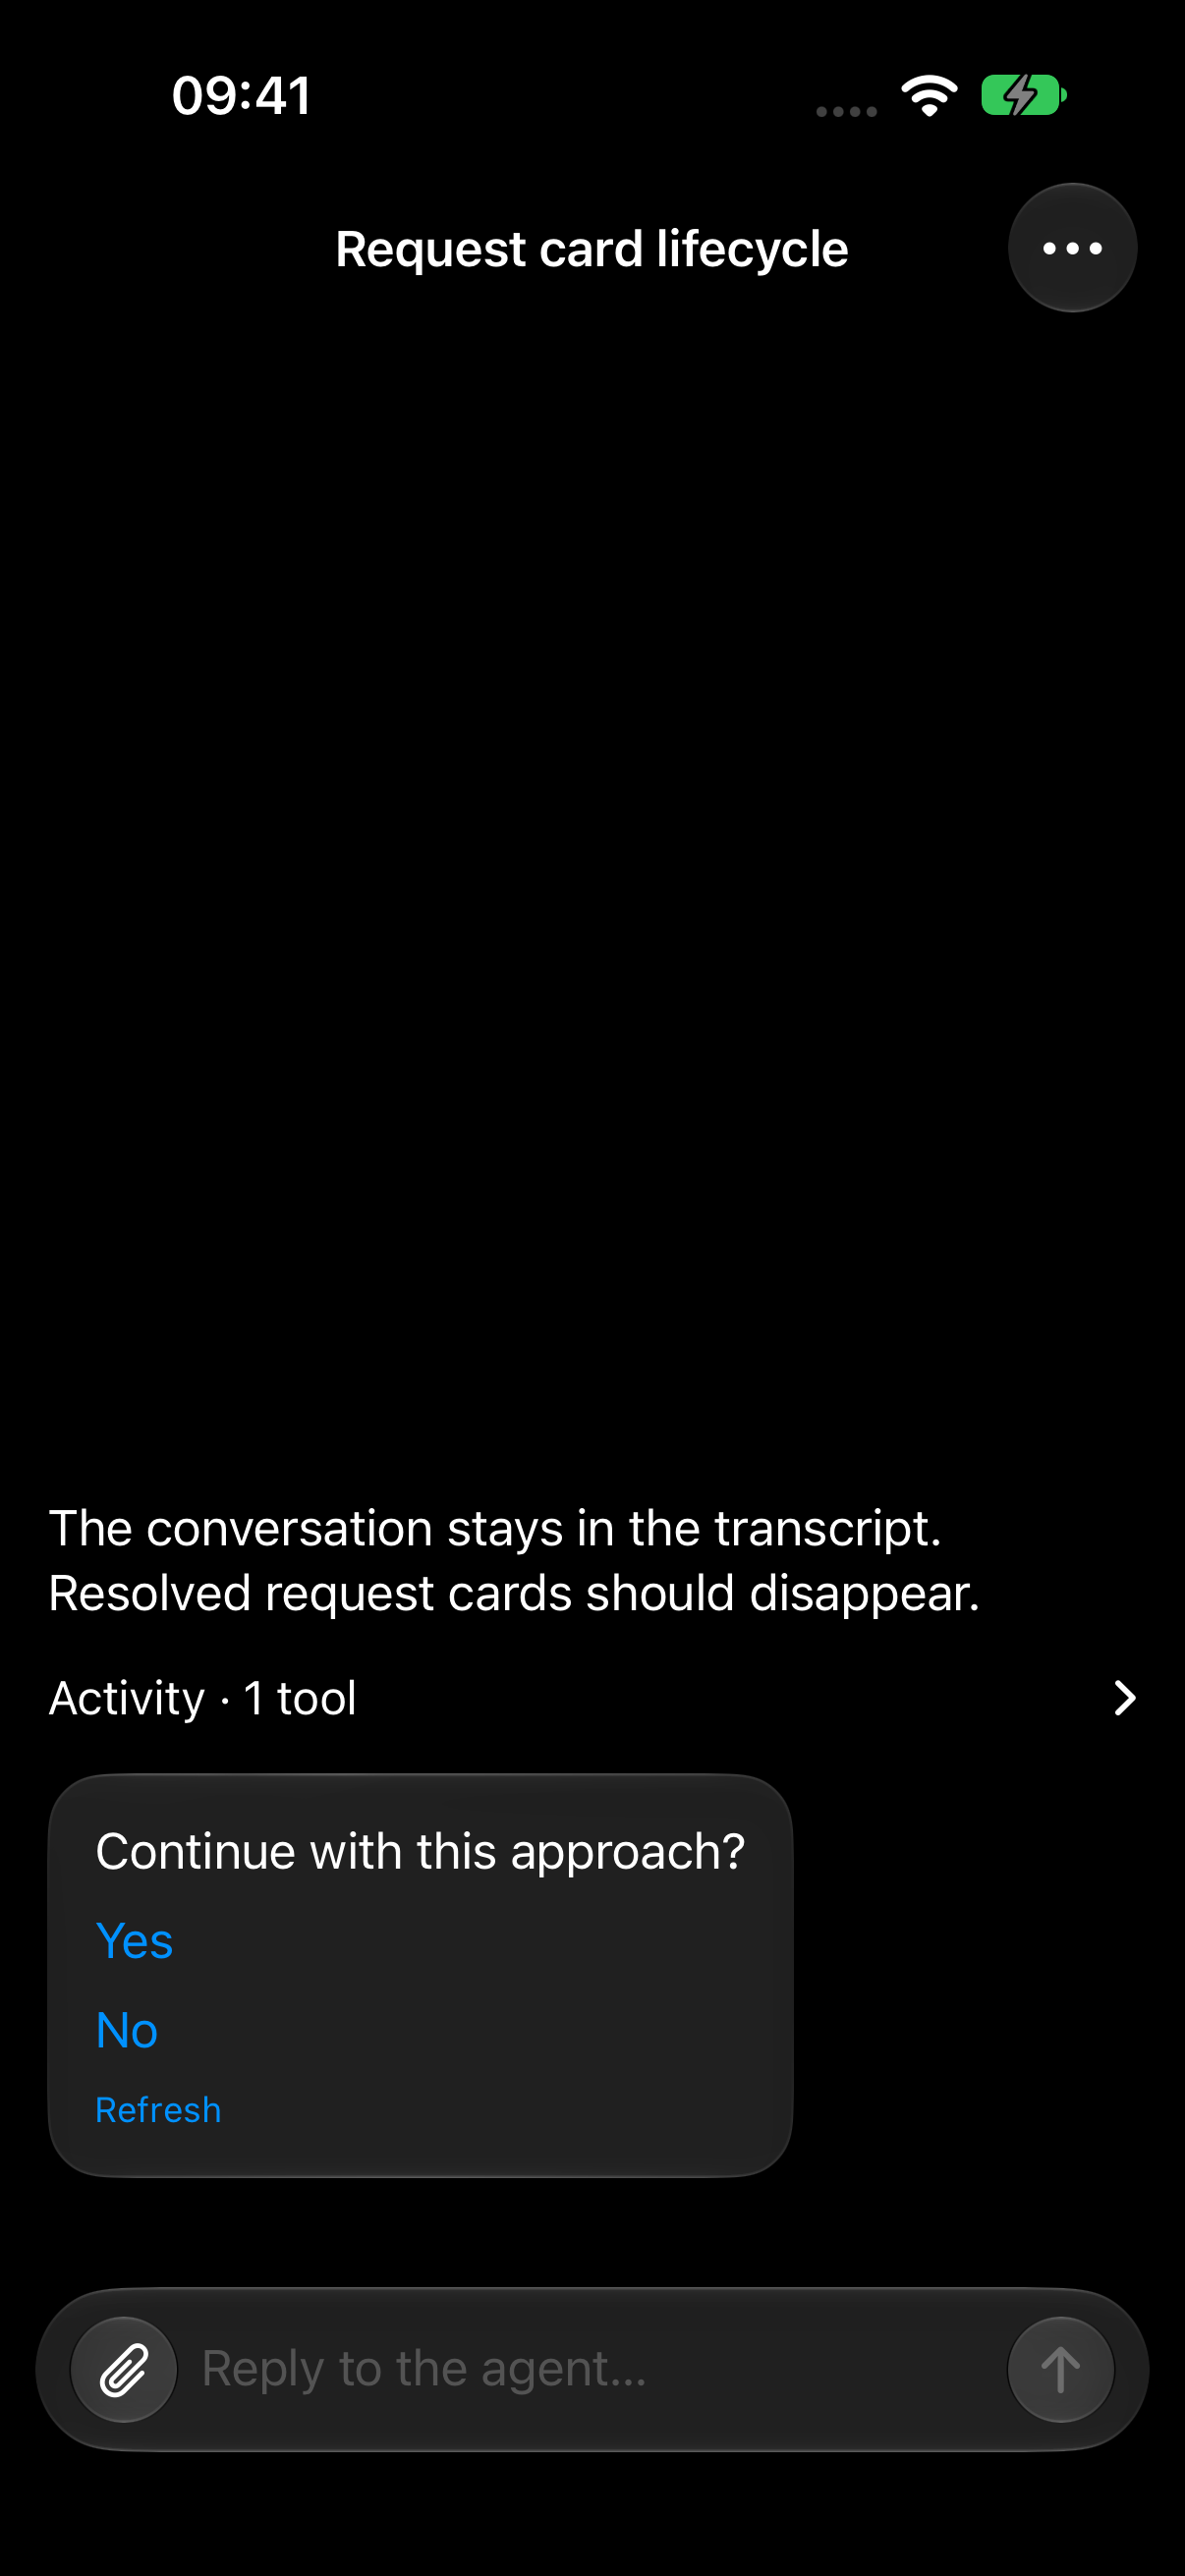 09:41
Request card lifecycle
The conversation stays in the transcript.
Resolved request cards should disappear.
Activity · 1 tool
Continue with this approach?
Yes
No
Refresh
Reply to the agent...